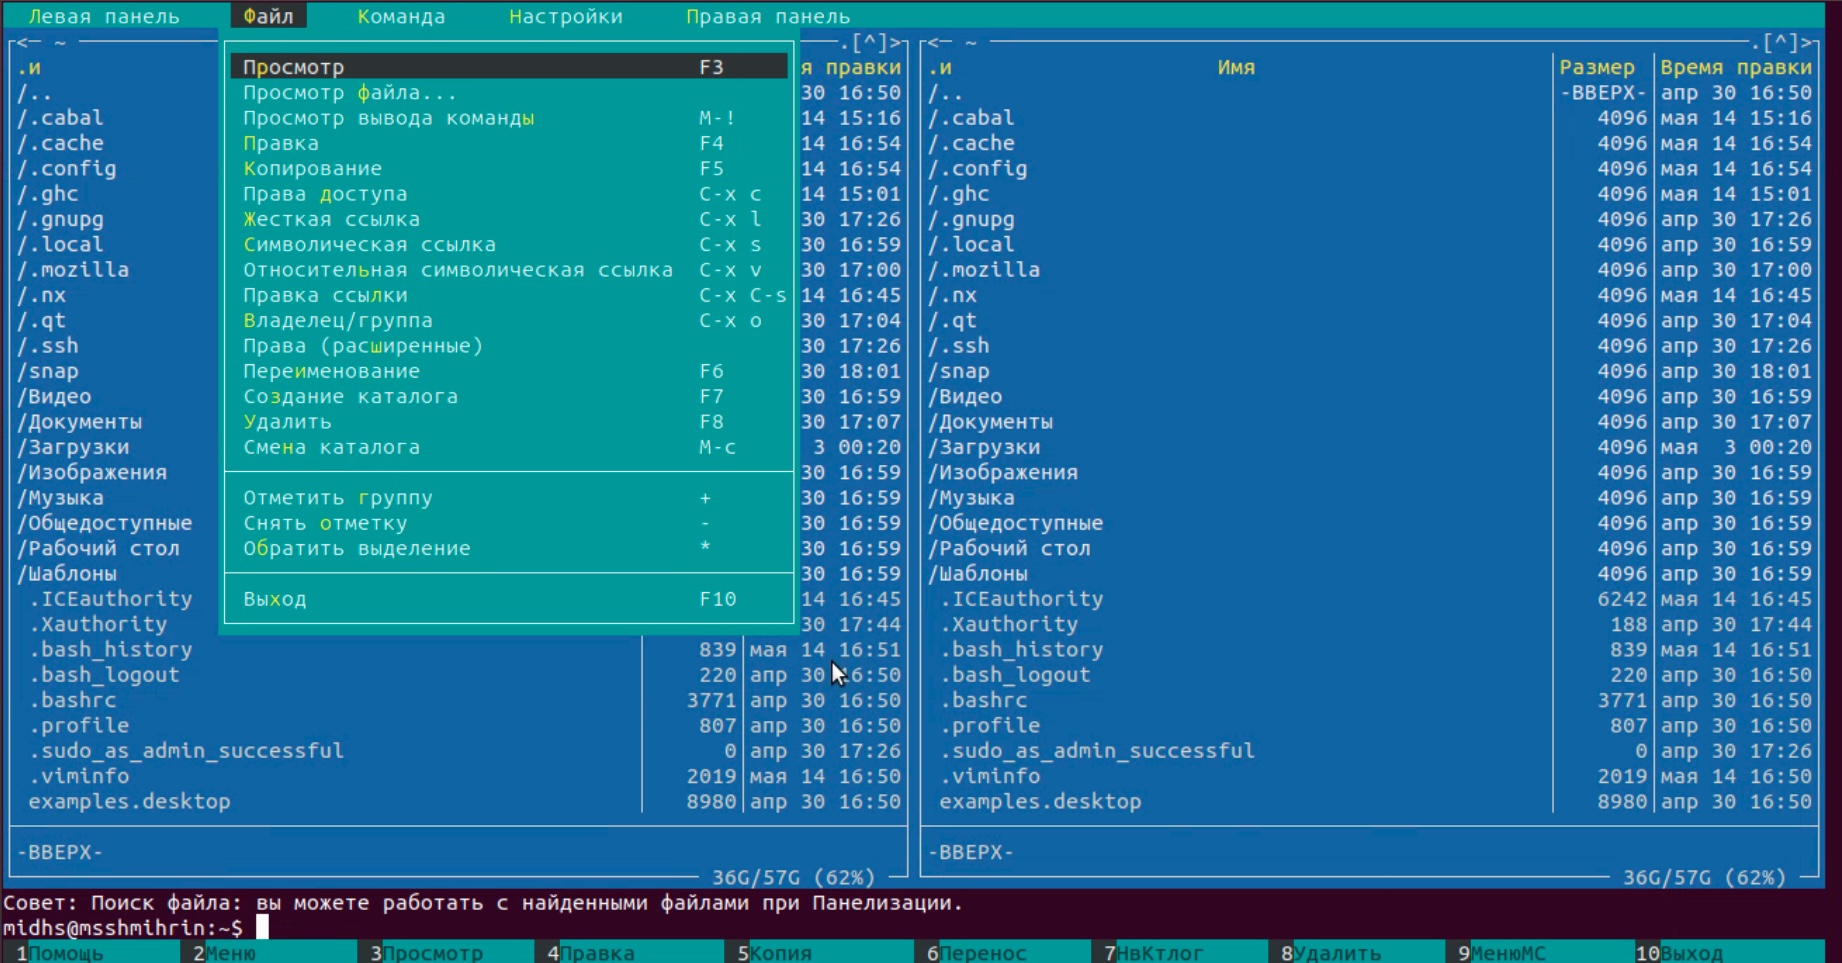 Левая панель Файл Команда Настройки Правая панель
<─ ~ .[^]> <─ ~ .[^]>
.и Просмотр F3 я правки .и Имя Размер Время правки
/.. Просмотр файла... 30 16:50 /.. -ВВЕРХ- апр 30 16:50
/.cabal Просмотр вывода команды M-! 14 15:16 /.cabal 4096 мая 14 15:16
/.cache Правка F4 14 16:54 /.cache 4096 мая 14 16:54
/.config Копирование F5 14 16:54 /.config 4096 мая 14 16:54
/.ghc Права доступа C-x c 14 15:01 /.ghc 4096 мая 14 15:01
/.gnupg Жесткая ссылка C-x l 30 17:26 /.gnupg 4096 апр 30 17:26
/.local Символическая ссылка C-x s 30 16:59 /.local 4096 апр 30 16:59
/.mozilla Относительная символическая ссылка C-x v 30 17:00 /.mozilla 4096 апр 30 17:00
/.nx Правка ссылки C-x C-s 14 16:45 /.nx 4096 мая 14 16:45
/.qt Владелец/группа C-x o 30 17:04 /.qt 4096 апр 30 17:04
/.ssh Права (расширенные) 30 17:26 /.ssh 4096 апр 30 17:26
/snap Переименование F6 30 18:01 /snap 4096 апр 30 18:01
/Видео Создание каталога F7 30 16:59 /Видео 4096 апр 30 16:59
/Документы Удалить F8 30 17:07 /Документы 4096 апр 30 17:07
/Загрузки Смена каталога M-c 3 00:20 /Загрузки 4096 мая 3 00:20
/Изображения 30 16:59 /Изображения 4096 апр 30 16:59
/Музыка Отметить группу + 30 16:59 /Музыка 4096 апр 30 16:59
/Общедоступные Снять отметку - 30 16:59 /Общедоступные 4096 апр 30 16:59
/Рабочий стол Обратить выделение * 30 16:59 /Рабочий стол 4096 апр 30 16:59
/Шаблоны 30 16:59 /Шаблоны 4096 апр 30 16:59
.ICEauthority Выход F10 14 16:45 .ICEauthority 6242 мая 14 16:45
.Xauthority 30 17:44 .Xauthority 188 апр 30 17:44
.bash_history 839 мая 14 16:51 .bash_history 839 мая 14 16:51
.bash_logout 220 апр 30 16:50 .bash_logout 220 апр 30 16:50
.bashrc 3771 апр 30 16:50 .bashrc 3771 апр 30 16:50
.profile 807 апр 30 16:50 .profile 807 апр 30 16:50
.sudo_as_admin_successful 0 апр 30 17:26 .sudo_as_admin_successful 0 апр 30 17:26
.viminfo 2019 мая 14 16:50 .viminfo 2019 мая 14 16:50
examples.desktop 8980 апр 30 16:50 examples.desktop 8980 апр 30 16:50
-ВВЕРХ- -ВВЕРХ-
36G/57G (62%) 36G/57G (62%)
Совет: Поиск файла: вы можете работать с найденными файлами при Панелизации.
midhs@msshmihrin:~$
1Помощь 2Меню 3Просмотр 4Правка 5Копия 6Перенос 7НвКтлог 8Удалить 9МенюMC 10Выход